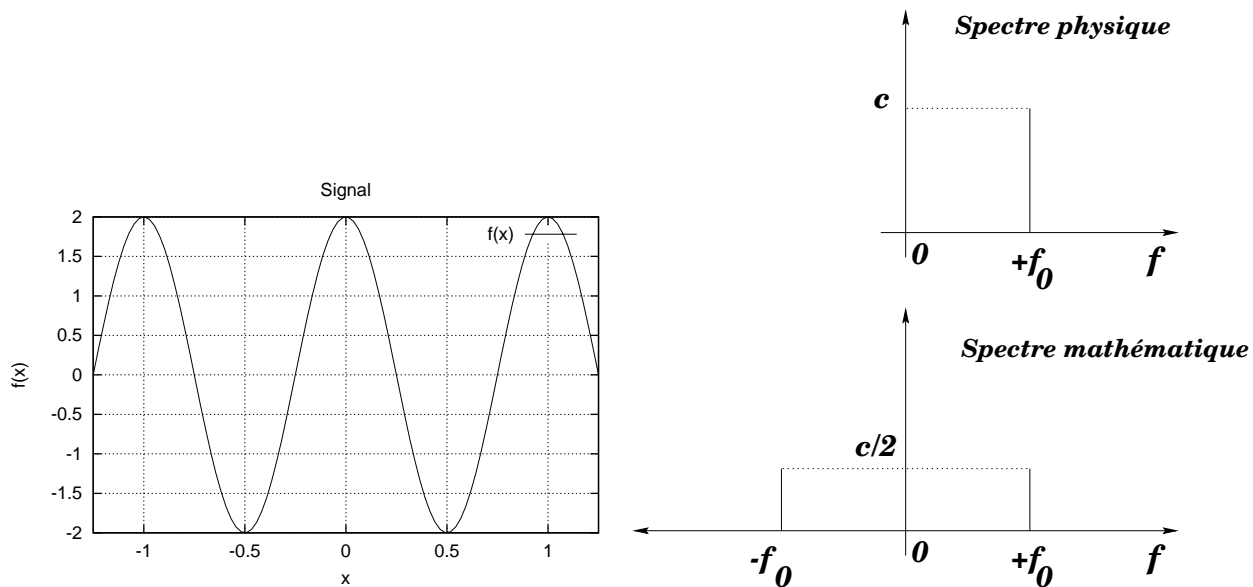 Signal
f(x)
2
1.5
1
0.5
0
-0.5
-1
-1.5
-2
f(x)
-1 -0.5 0 0.5 1
x
Spectre physique
c
0 +f0 f
Spectre mathématique
c/2
-f0 0 +f0 f